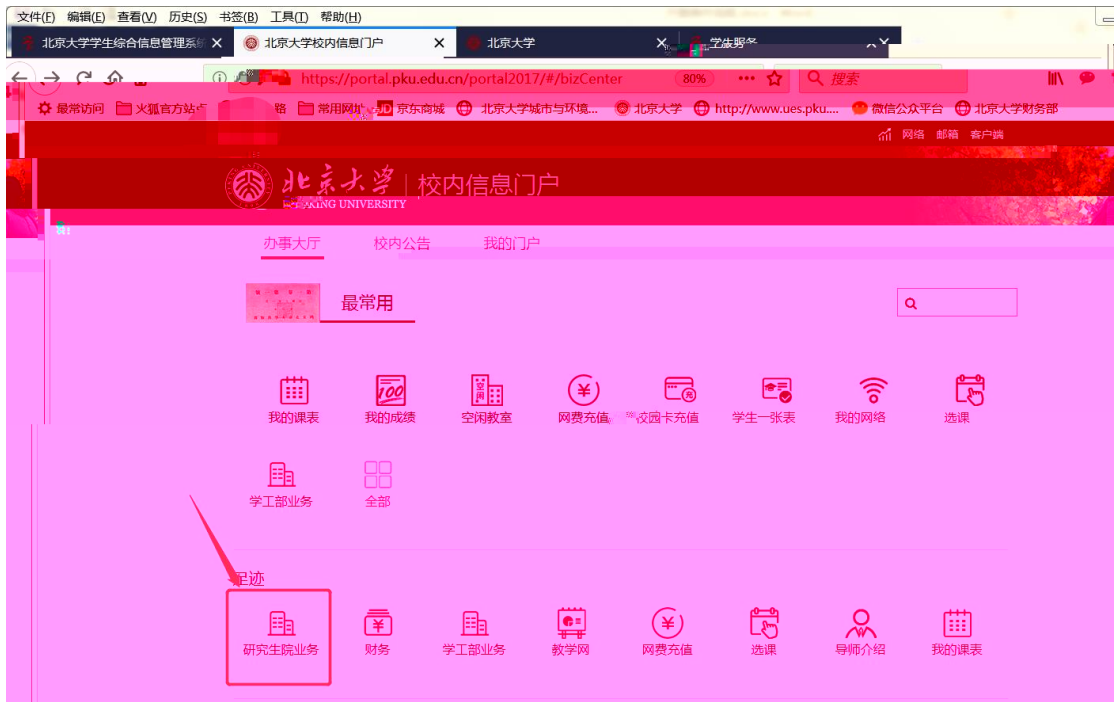 文件(F) 编辑(E) 查看(V) 历史(S) 书签(B) 工具(T) 帮助(H)
北京大学学生综合信息管理系统 北京大学校内信息门户 北京大学
https://portal.pku.edu.cn/portal2017/#/bizCenter 80% 搜索
最常访问 火狐官方站点 常用网址 JD 京东商城 北京大学城市与环境... 北京大学 http://www.ues.pku.... 微信公众平台 北京大学财务部
网络 邮箱 客户端
北京大学 校内信息门户
PEKING UNIVERSITY
办事大厅 校内公告 我的门户
最常用
我的课表 我的成绩 空闲教室 网费充值 校园卡充值 学生一张表 我的网络 选课
学工部业务 全部
足迹
研究生院业务 财务 学工部业务 教学网 网费充值 选课 导师介绍 我的课表